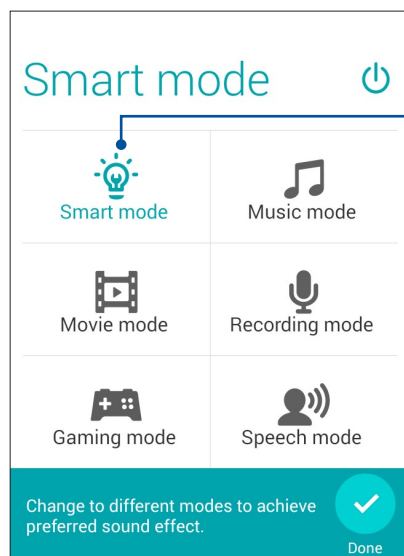 Smart mode
Smart mode
Music mode
Movie mode
Recording mode
Gaming mode
Speech mode
Change to different modes to achieve
preferred sound effect.
Done